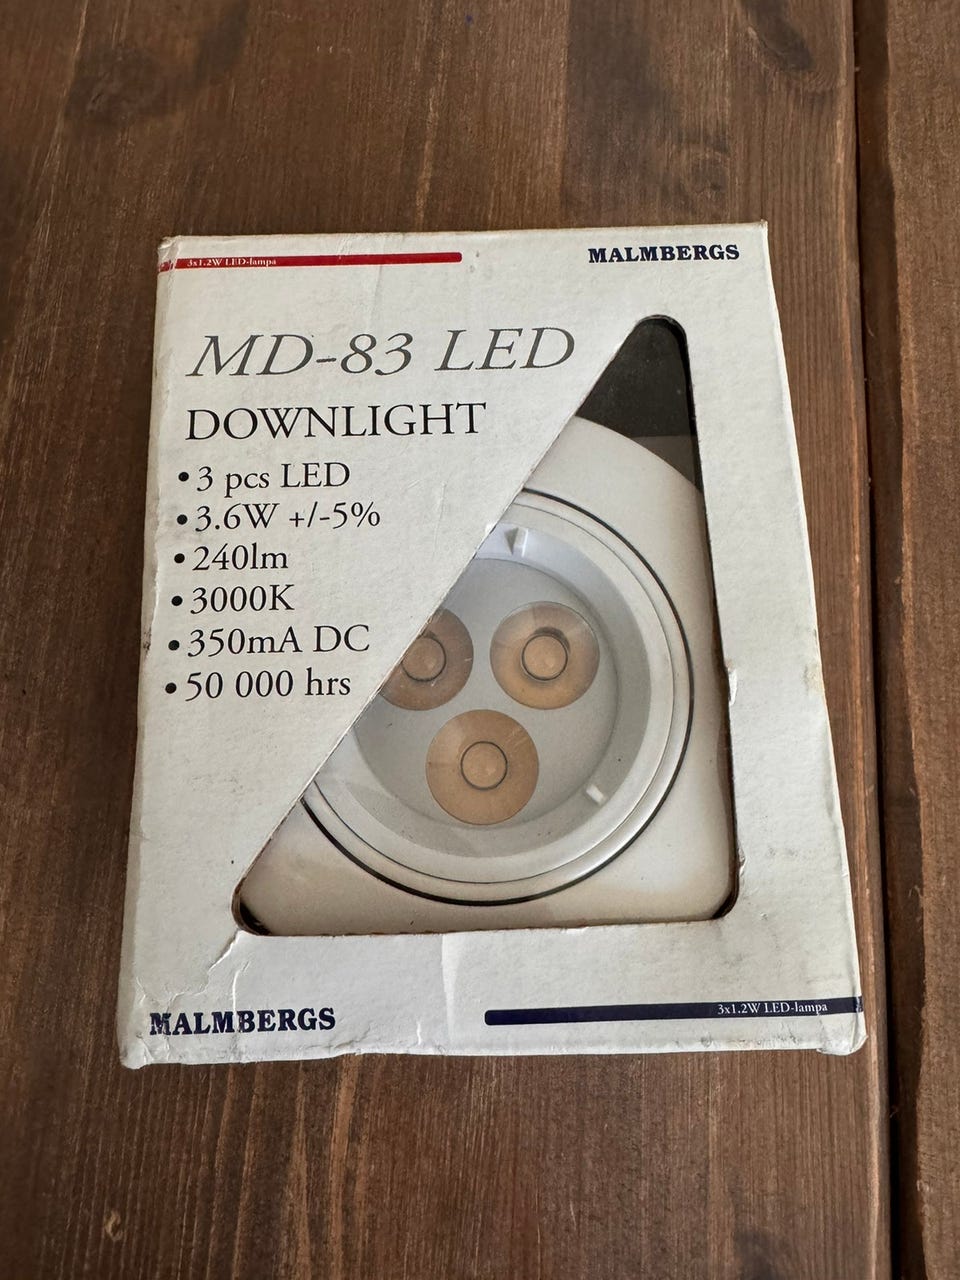 3x1.2W LED-lampa
MALMBERGS
MD-83 LED
DOWNLIGHT
• 3 pcs LED
• 3.6W +/-5%
• 240lm
• 3000K
• 350mA DC
• 50 000 hrs
MALMBERGS
3x1.2W LED-lampa